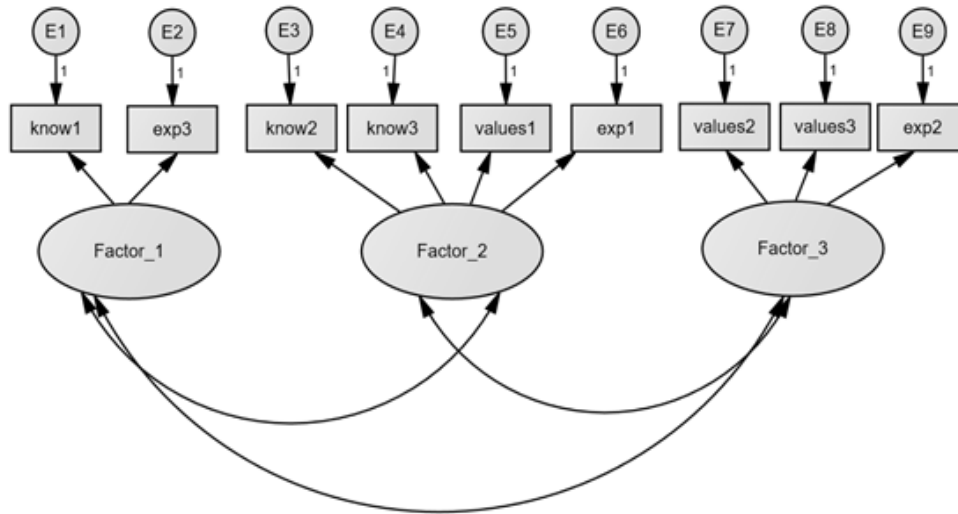 E1 E2 E3 E4 E5 E6 E7 E8 E9
1 1 1 1 1 1 1 1 1
know1 exp3 know2 know3 values1 exp1 values2 values3 exp2
Factor_1 Factor_2 Factor_3